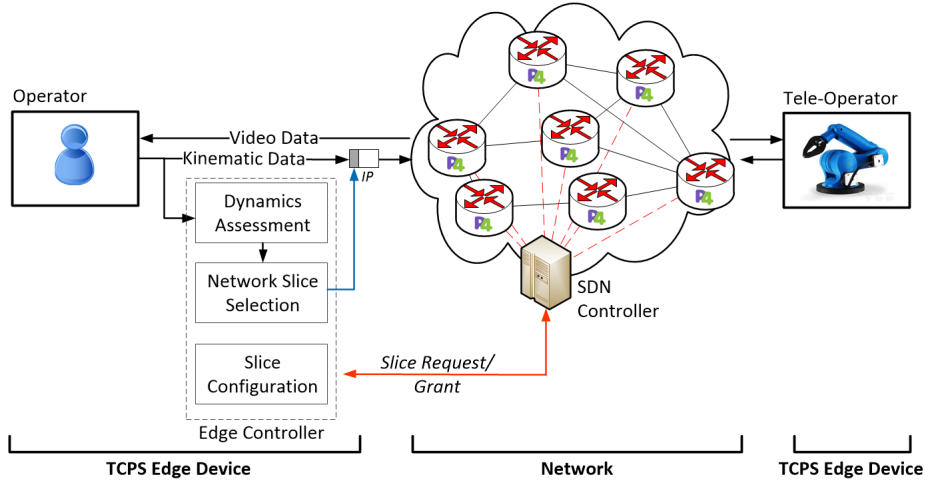 Operator
Tele-Operator
Video Data
Kinematic Data
IP
P4
P4
P4
P4
P4
P4
P4
Dynamics
Assessment
Network Slice
Selection
SDN
Controller
Slice
Configuration
Slice Request/
Grant
Edge Controller
TCPS Edge Device
Network
TCPS Edge Device